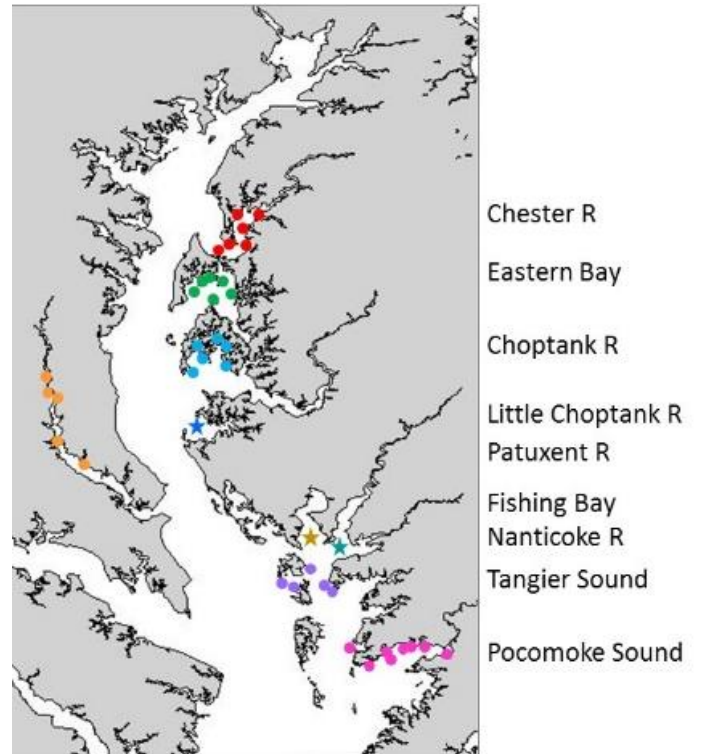 Chester R
Eastern Bay
Choptank R
Little Choptank R
Patuxent R
Fishing Bay
Nanticoke R
Tangier Sound
Pocomoke Sound